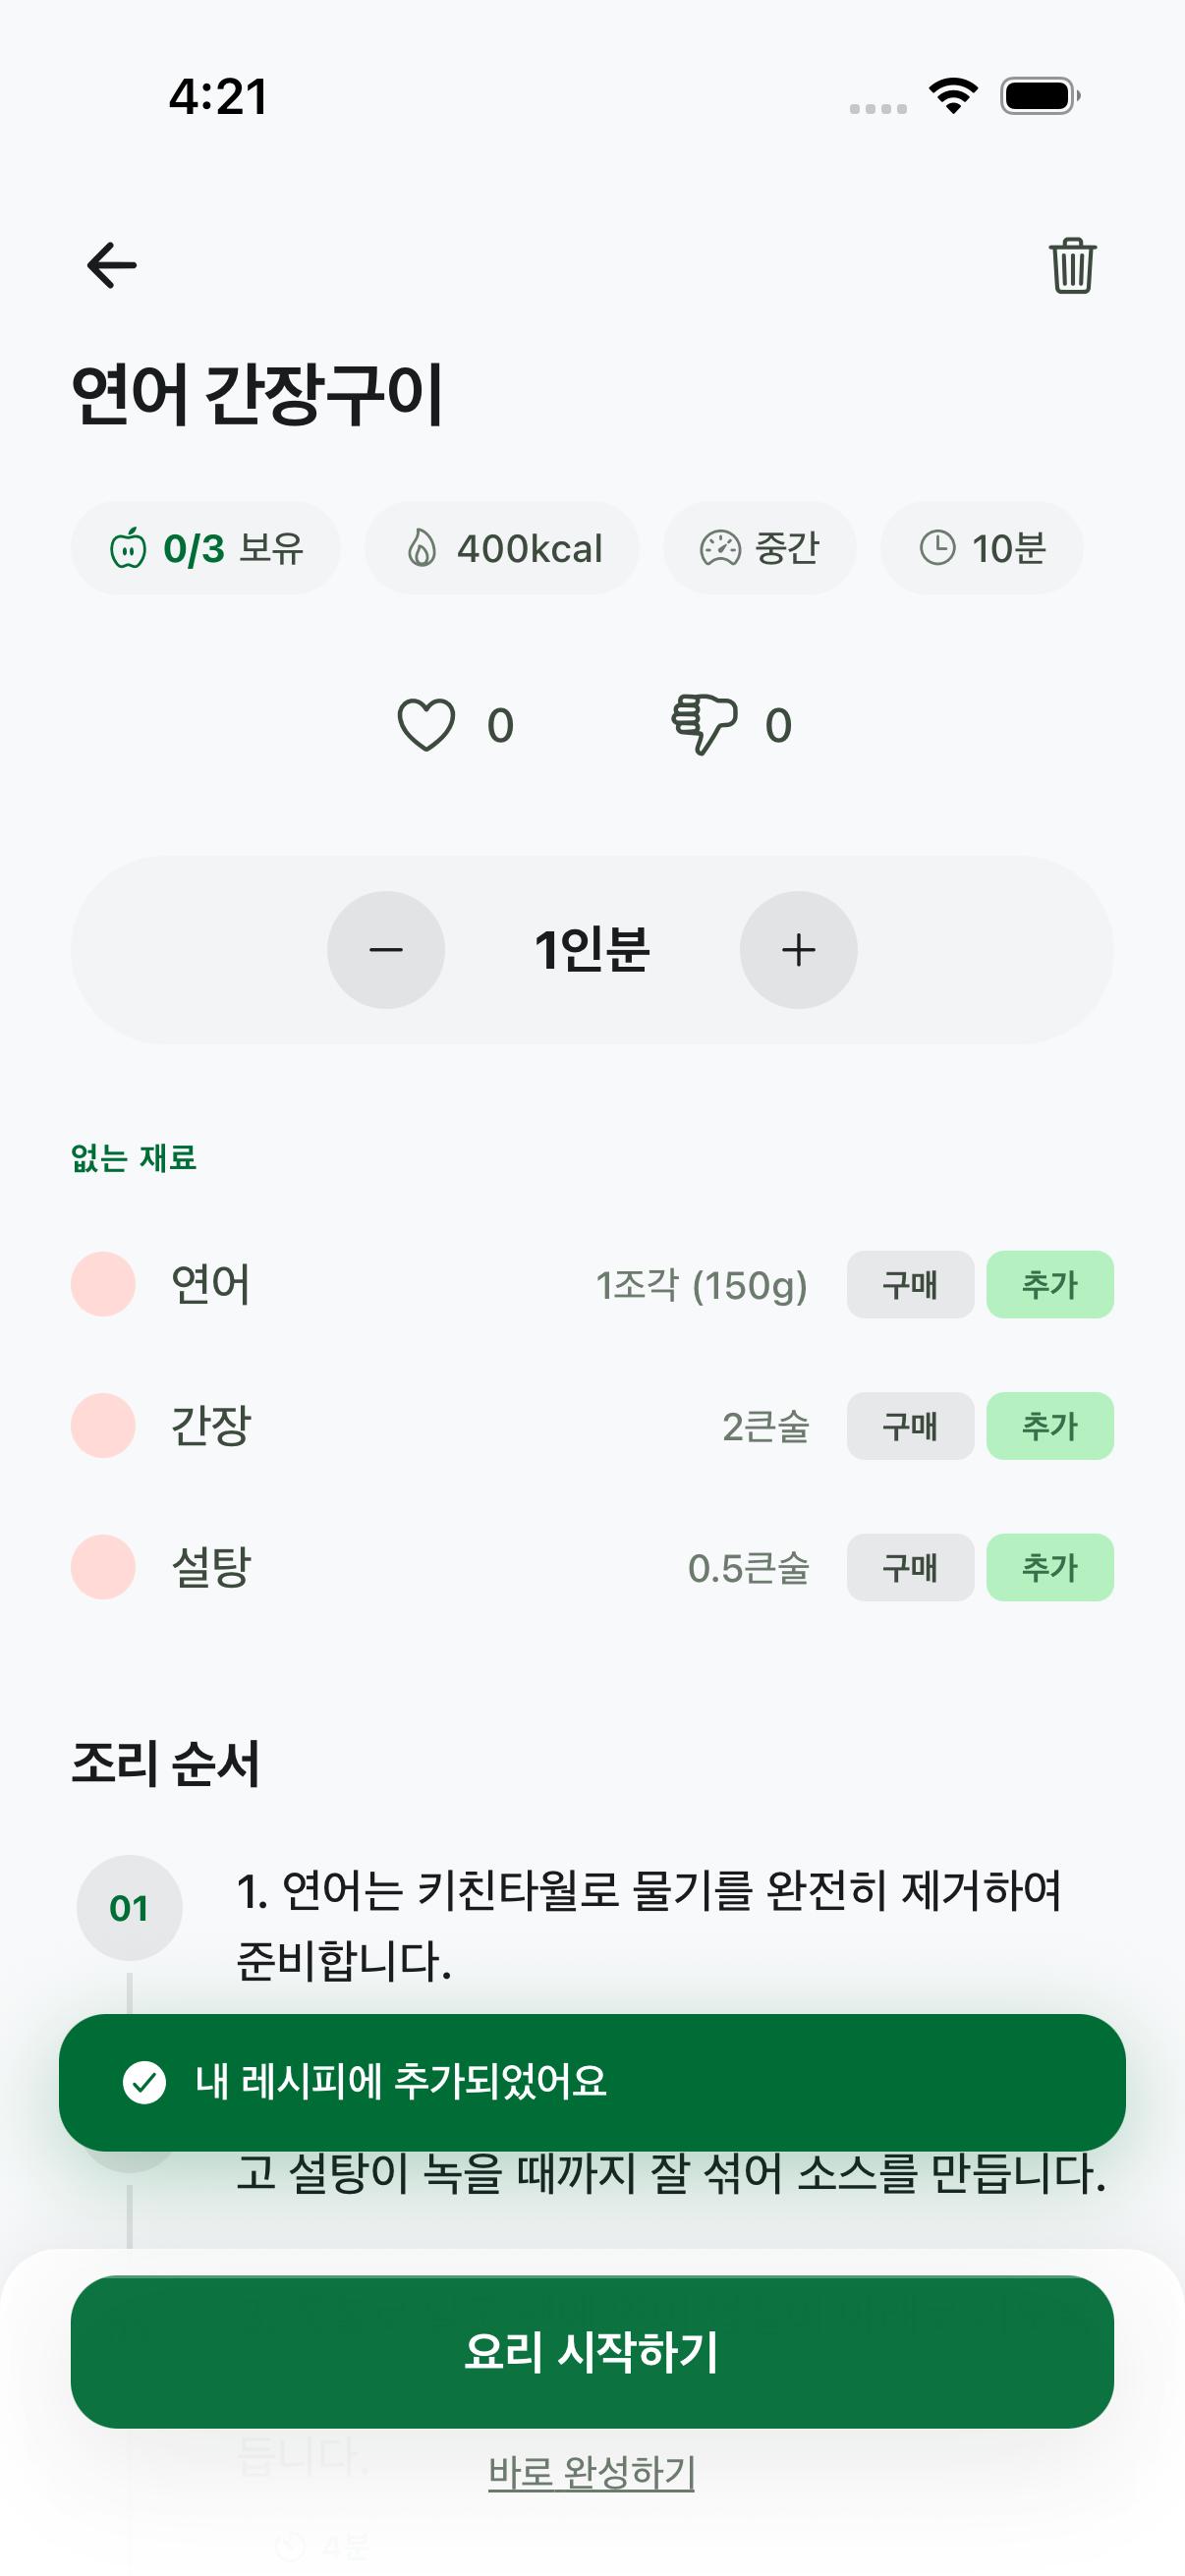 4:21
연어 간장구이
0/3 보유 400kcal 중간 10분
0 0
1인분
없는 재료
연어 1조각 (150g) 구매 추가
간장 2큰술 구매 추가
설탕 0.5큰술 구매 추가
조리 순서
01 1. 연어는 키친타월로 물기를 완전히 제거하여
준비합니다.
내 레시피에 추가되었어요
고 설탕이 녹을 때까지 잘 섞어 소스를 만듭니다.
요리 시작하기
듭니다.
바로 완성하기
4분